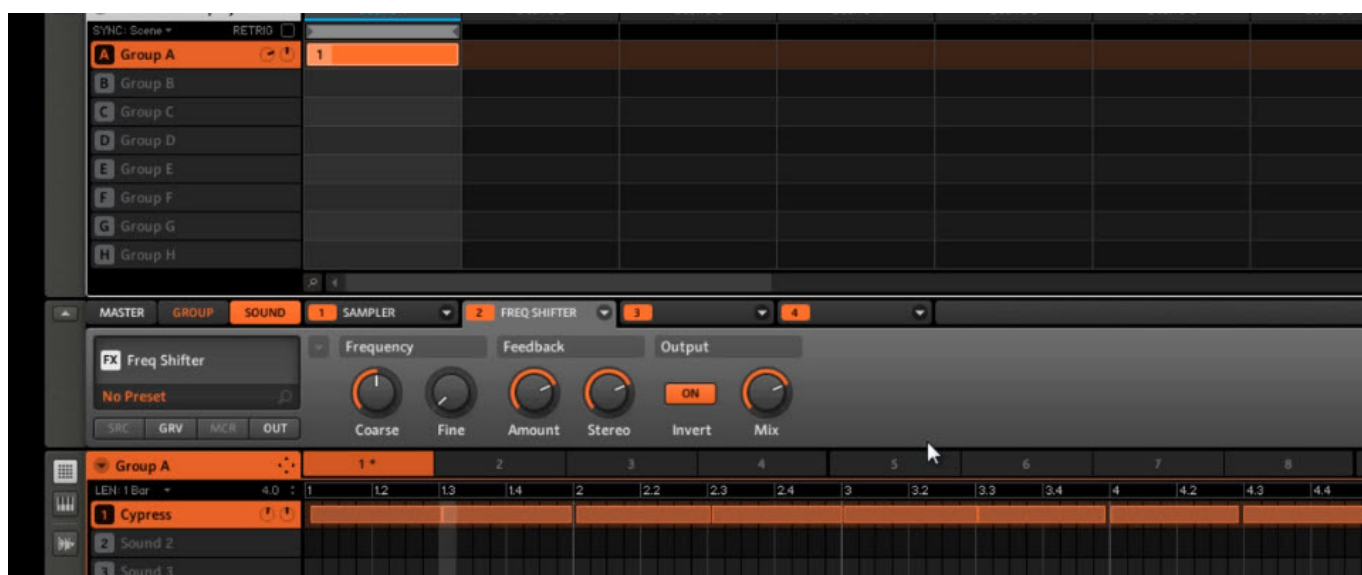 SYNC: Scene RETRIG
A Group A 1
B Group B
C Group C
D Group D
E Group E
F Group F
G Group G
H Group H
MASTER GROUP SOUND 1 SAMPLER 2 FREQ SHIFTER 3 4
Frequency Feedback Output
FX Freq Shifter
No Preset ON
SRC GRV MCR OUT Coarse Fine Amount Stereo Invert Mix
Group A 1* 2 3 4 5 6 7 8
LEN: 1 Bar 4.0 1 1.2 1.3 1.4 2 2.2 2.3 2.4 3 3.2 3.3 3.4 4 4.2 4.3 4.4
1 Cypress
2 Sound 2
3 Sound 3